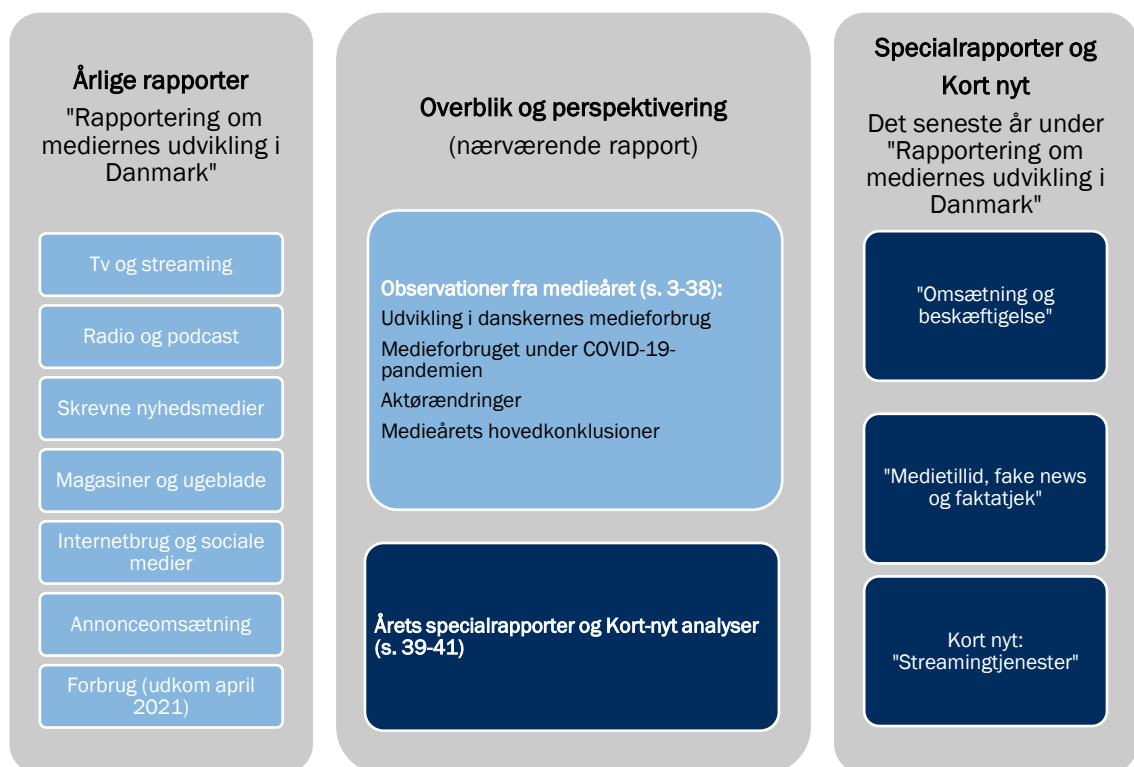 Årlige rapporter
"Rapportering om
mediernes udvikling i
Danmark"
Tv og streaming
Radio og podcast
Skrevne nyhedsmedier
Magasiner og ugeblade
Internetbrug og sociale
medier
Annonceomsætning
Forbrug (udkom april
2021)
Overblik og perspektivering
(nærværende rapport)
Observationer fra medieåret (s. 3-38):
Udvikling i danskernes medieforbrug
Medieforbruget under COVID-19-
pandemien
Aktørændringer
Medieårets hovedkonklusioner
Årets specialrapporter og Kort-nyt analyser
(s. 39-41)
Specialrapporter og
Kort nyt
Det seneste år under
"Rapportering om
mediernes udvikling i
Danmark"
"Omsætning og
beskæftigelse"
"Medietillid, fake news
og faktatjek"
Kort nyt:
"Streamingtjenester"